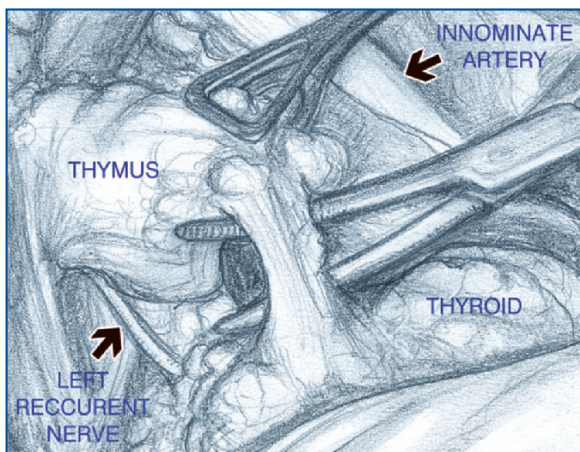 INNOMINATE
ARTERY
THYMUS
THYROID
LEFT
RECCURENT
NERVE